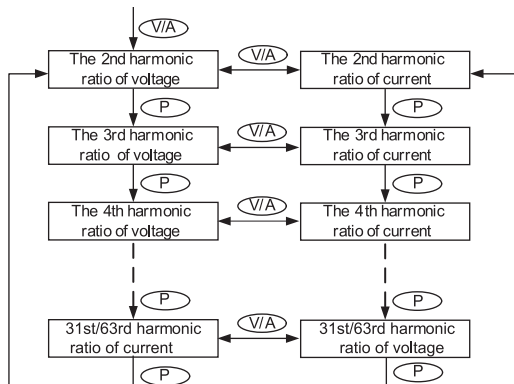 V/A
The 2nd harmonic
ratio of voltage
V/A
The 2nd harmonic
ratio of current
P
P
The 3rd harmonic
ratio of voltage
V/A
The 3rd harmonic
ratio of current
P
P
The 4th harmonic
ratio of voltage
V/A
The 4th harmonic
ratio of current
P
P
31st/63rd harmonic
ratio of current
V/A
31st/63rd harmonic
ratio of voltage
P
P